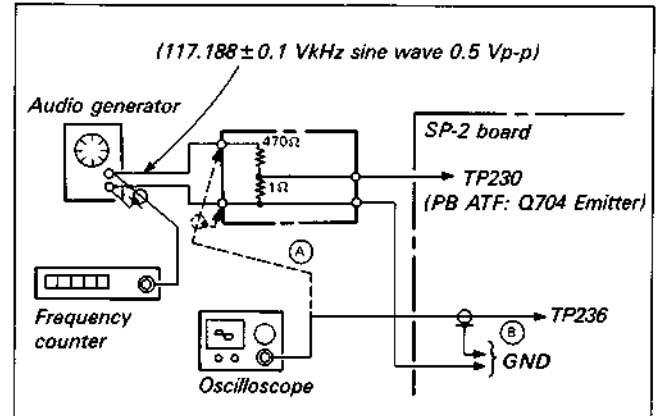 (117.188±0.1 VkHz sine wave 0.5 Vp-p)
Audio generator
470Ω
1Ω
SP-2 board
TP230
(PB ATF: Q704 Emitter)
A
Frequency
counter
Oscilloscope
TP236
B
GND